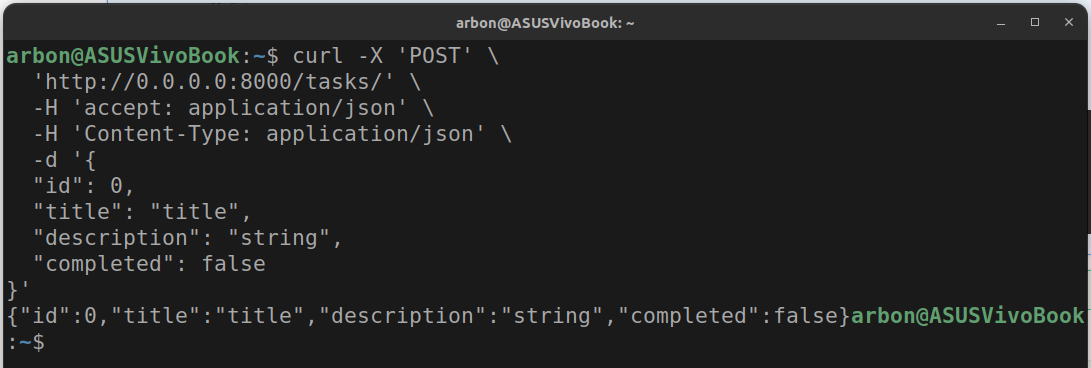 arbon@ASUSVivoBook: ~
arbon@ASUSVivoBook:~$ curl -X 'POST' \
  'http://0.0.0.0:8000/tasks/' \
  -H 'accept: application/json' \
  -H 'Content-Type: application/json' \
  -d '{
  "id": 0,
  "title": "title",
  "description": "string",
  "completed": false
}'
{"id":0,"title":"title","description":"string","completed":false}arbon@ASUSVivoBook
:~$